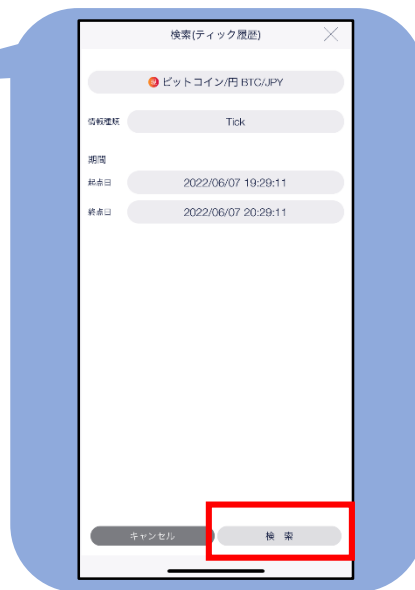 検索(ティック履歴)
ビットコイン/円 BTC/JPY
情報種類 Tick
期間
起点日 2022/06/07 19:29:11
終点日 2022/06/07 20:29:11
キャンセル 検 索